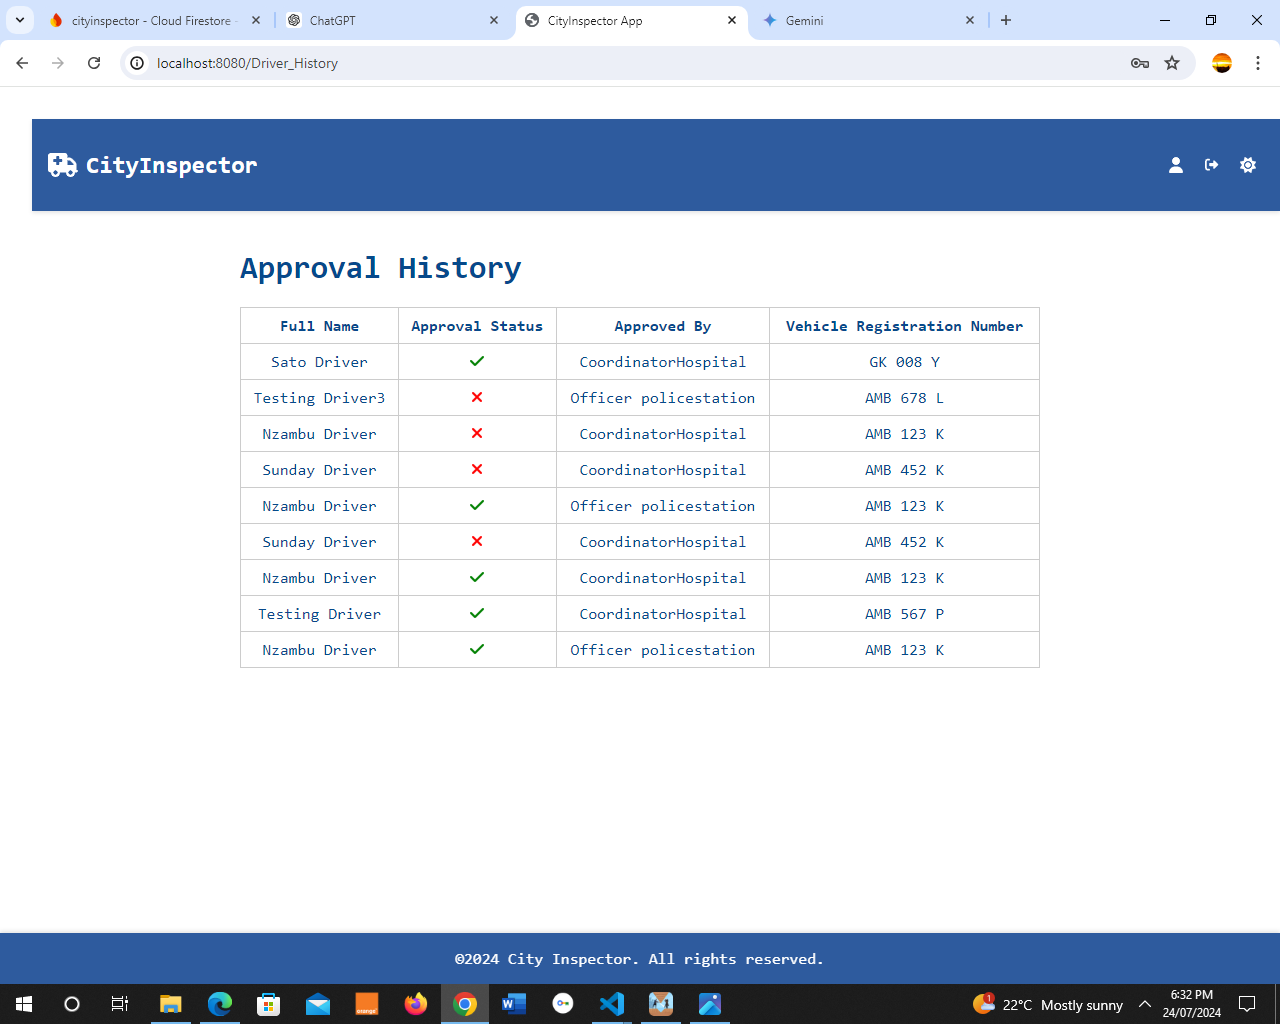 cityinspector - Cloud Firestore -
ChatGPT
CityInspector App
Gemini
localhost:8080/Driver_History
CityInspector
Approval History
Full Name Approval Status Approved By Vehicle Registration Number
Sato Driver ✓ CoordinatorHospital GK 008 Y
Testing Driver3 ✕ Officer policestation AMB 678 L
Nzambu Driver ✕ CoordinatorHospital AMB 123 K
Sunday Driver ✕ CoordinatorHospital AMB 452 K
Nzambu Driver ✓ Officer policestation AMB 123 K
Sunday Driver ✕ CoordinatorHospital AMB 452 K
Nzambu Driver ✓ CoordinatorHospital AMB 123 K
Testing Driver ✓ CoordinatorHospital AMB 567 P
Nzambu Driver ✓ Officer policestation AMB 123 K
©2024 City Inspector. All rights reserved.
orange
1
22°C Mostly sunny
6:32 PM
24/07/2024